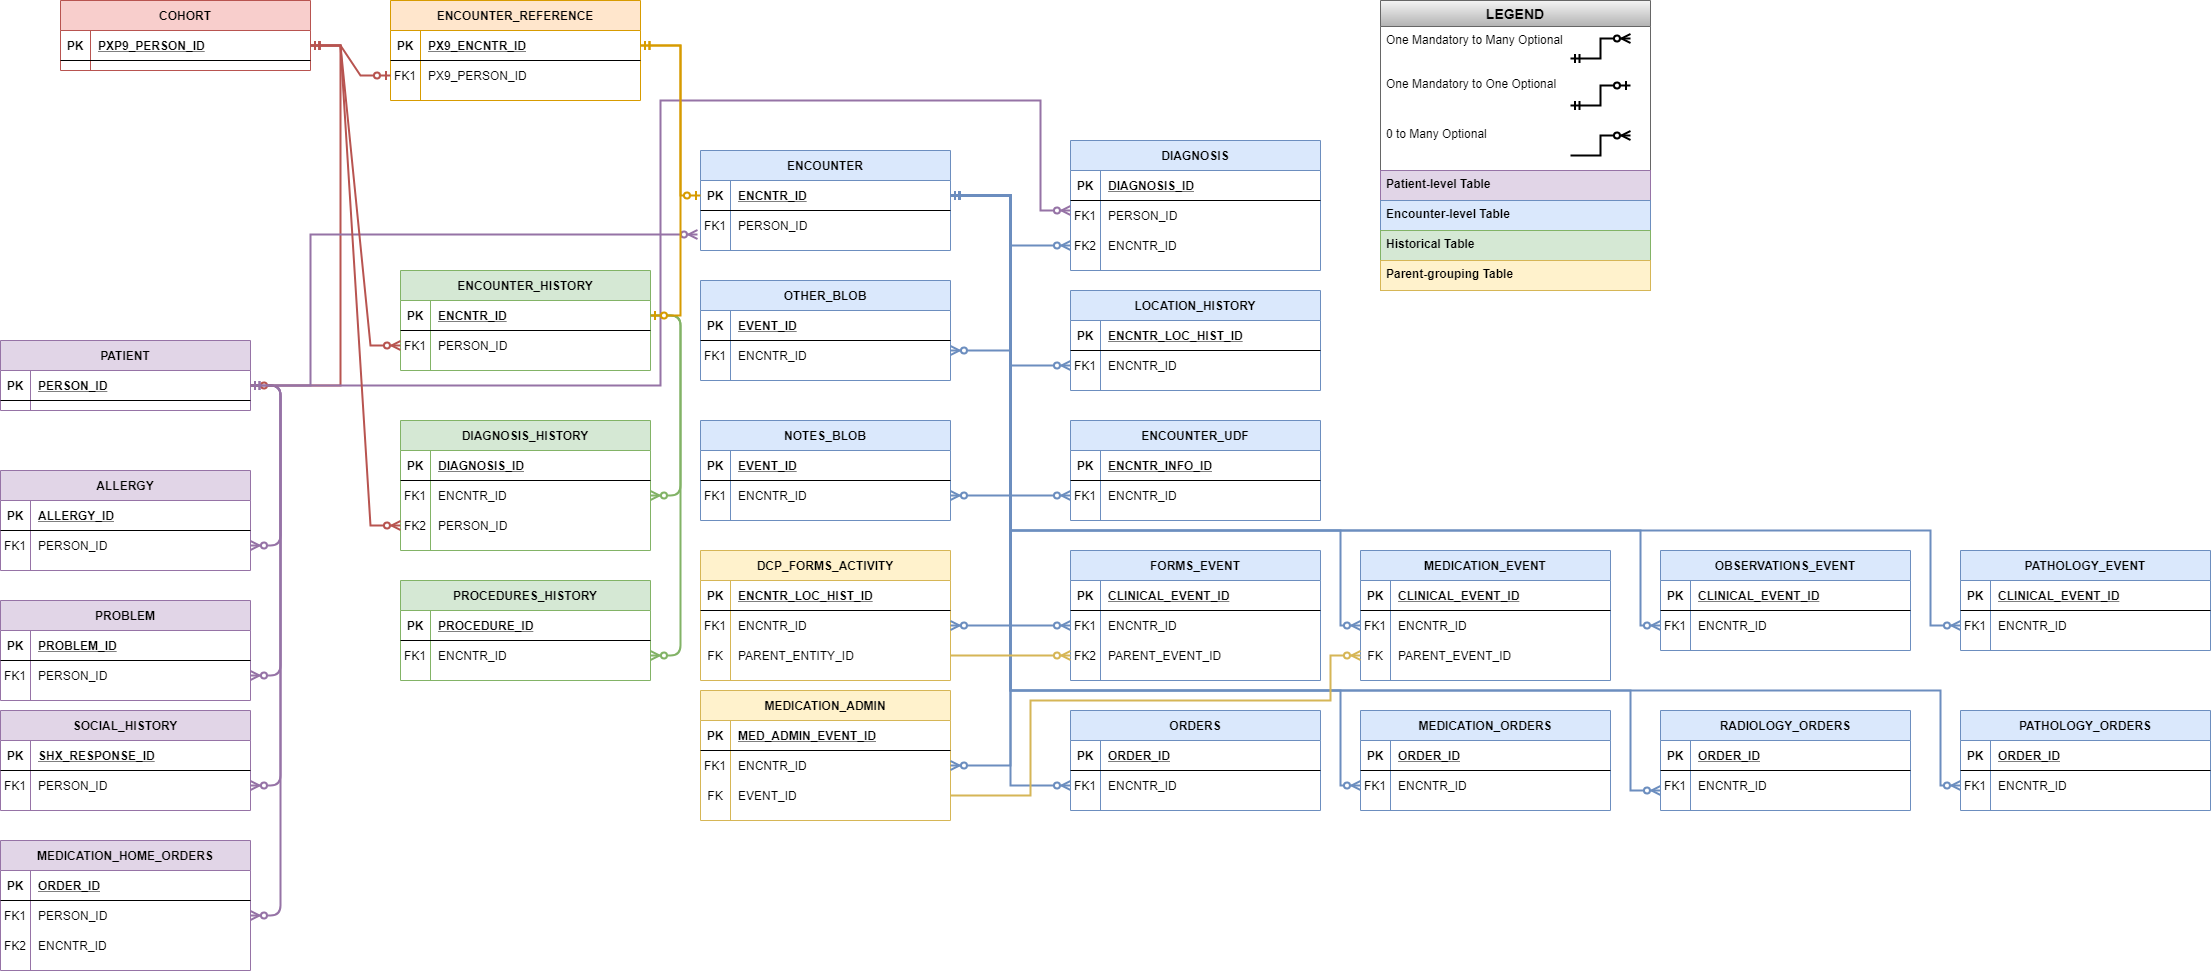 COHORT
PK PXP9_PERSON_ID
ENCOUNTER_REFERENCE
PK PX9_ENCNTR_ID
FK1 PX9_PERSON_ID
LEGEND
One Mandatory to Many Optional
One Mandatory to One Optional
0 to Many Optional
Patient-level Table
Encounter-level Table
Historical Table
Parent-grouping Table
ENCOUNTER
PK ENCNTR_ID
FK1 PERSON_ID
DIAGNOSIS
PK DIAGNOSIS_ID
FK1 PERSON_ID
FK2 ENCNTR_ID
ENCOUNTER_HISTORY
PK ENCNTR_ID
FK1 PERSON_ID
OTHER_BLOB
PK EVENT_ID
FK1 ENCNTR_ID
LOCATION_HISTORY
PK ENCNTR_LOC_HIST_ID
FK1 ENCNTR_ID
PATIENT
PK PERSON_ID
DIAGNOSIS_HISTORY
PK DIAGNOSIS_ID
FK1 ENCNTR_ID
FK2 PERSON_ID
NOTES_BLOB
PK EVENT_ID
FK1 ENCNTR_ID
ENCOUNTER_UDF
PK ENCNTR_INFO_ID
FK1 ENCNTR_ID
ALLERGY
PK ALLERGY_ID
FK1 PERSON_ID
PROCEDURES_HISTORY
PK PROCEDURE_ID
FK1 ENCNTR_ID
DCP_FORMS_ACTIVITY
PK ENCNTR_LOC_HIST_ID
FK1 ENCNTR_ID
FK PARENT_ENTITY_ID
FORMS_EVENT
PK CLINICAL_EVENT_ID
FK1 ENCNTR_ID
FK2 PARENT_EVENT_ID
MEDICATION_EVENT
PK CLINICAL_EVENT_ID
FK1 ENCNTR_ID
FK PARENT_EVENT_ID
OBSERVATIONS_EVENT
PK CLINICAL_EVENT_ID
FK1 ENCNTR_ID
PATHOLOGY_EVENT
PK CLINICAL_EVENT_ID
FK1 ENCNTR_ID
PROBLEM
PK PROBLEM_ID
FK1 PERSON_ID
SOCIAL_HISTORY
PK SHX_RESPONSE_ID
FK1 PERSON_ID
MEDICATION_ADMIN
PK MED_ADMIN_EVENT_ID
FK1 ENCNTR_ID
FK EVENT_ID
ORDERS
PK ORDER_ID
FK1 ENCNTR_ID
MEDICATION_ORDERS
PK ORDER_ID
FK1 ENCNTR_ID
RADIOLOGY_ORDERS
PK ORDER_ID
FK1 ENCNTR_ID
PATHOLOGY_ORDERS
PK ORDER_ID
FK1 ENCNTR_ID
MEDICATION_HOME_ORDERS
PK ORDER_ID
FK1 PERSON_ID
FK2 ENCNTR_ID